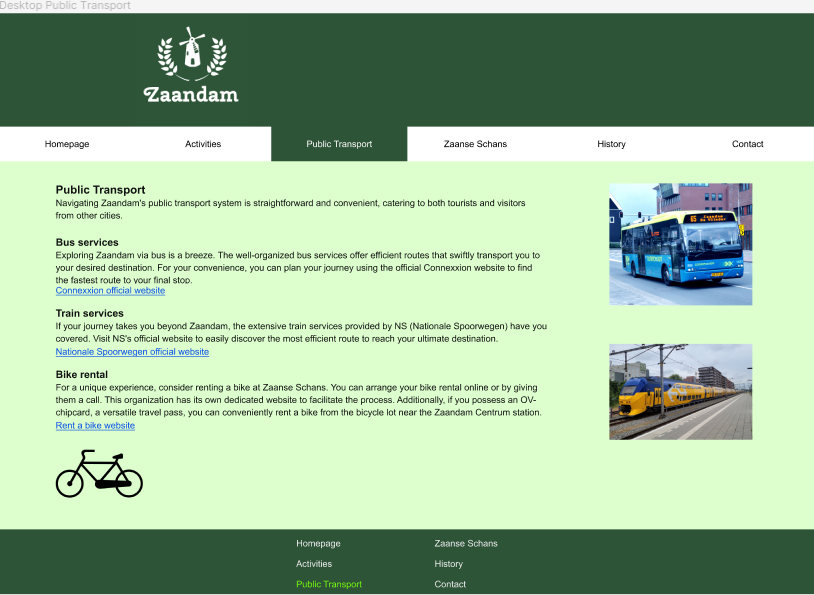 Desktop Public Transport
Zaandam
Homepage
Activities
Public Transport
Zaanse Schans
History
Contact
Public Transport
Navigating Zaandam's public transport system is straightforward and convenient, catering to both tourists and visitors
from other cities.
Bus services
Exploring Zaandam via bus is a breeze. The well-organized bus services offer efficient routes that swiftly transport you to
your desired destination. For your convenience, you can plan your journey using the official Connexxion website to find
the fastest route to your final stop.
Connexxion official website
65 Zaandam
Train services
If your journey takes you beyond Zaandam, the extensive train services provided by NS (Nationale Spoorwegen) have you
covered. Visit NS's official website to easily discover the most efficient route to reach your ultimate destination.
Nationale Spoorwegen official website
Bike rental
For a unique experience, consider renting a bike at Zaanse Schans. You can arrange your bike rental online or by giving
them a call. This organization has its own dedicated website to facilitate the process. Additionally, if you possess an OV-
chipcard, a versatile travel pass, you can conveniently rent a bike from the bicycle lot near the Zaandam Centrum station.
Rent a bike website
Homepage
Zaanse Schans
Activities
History
Public Transport
Contact